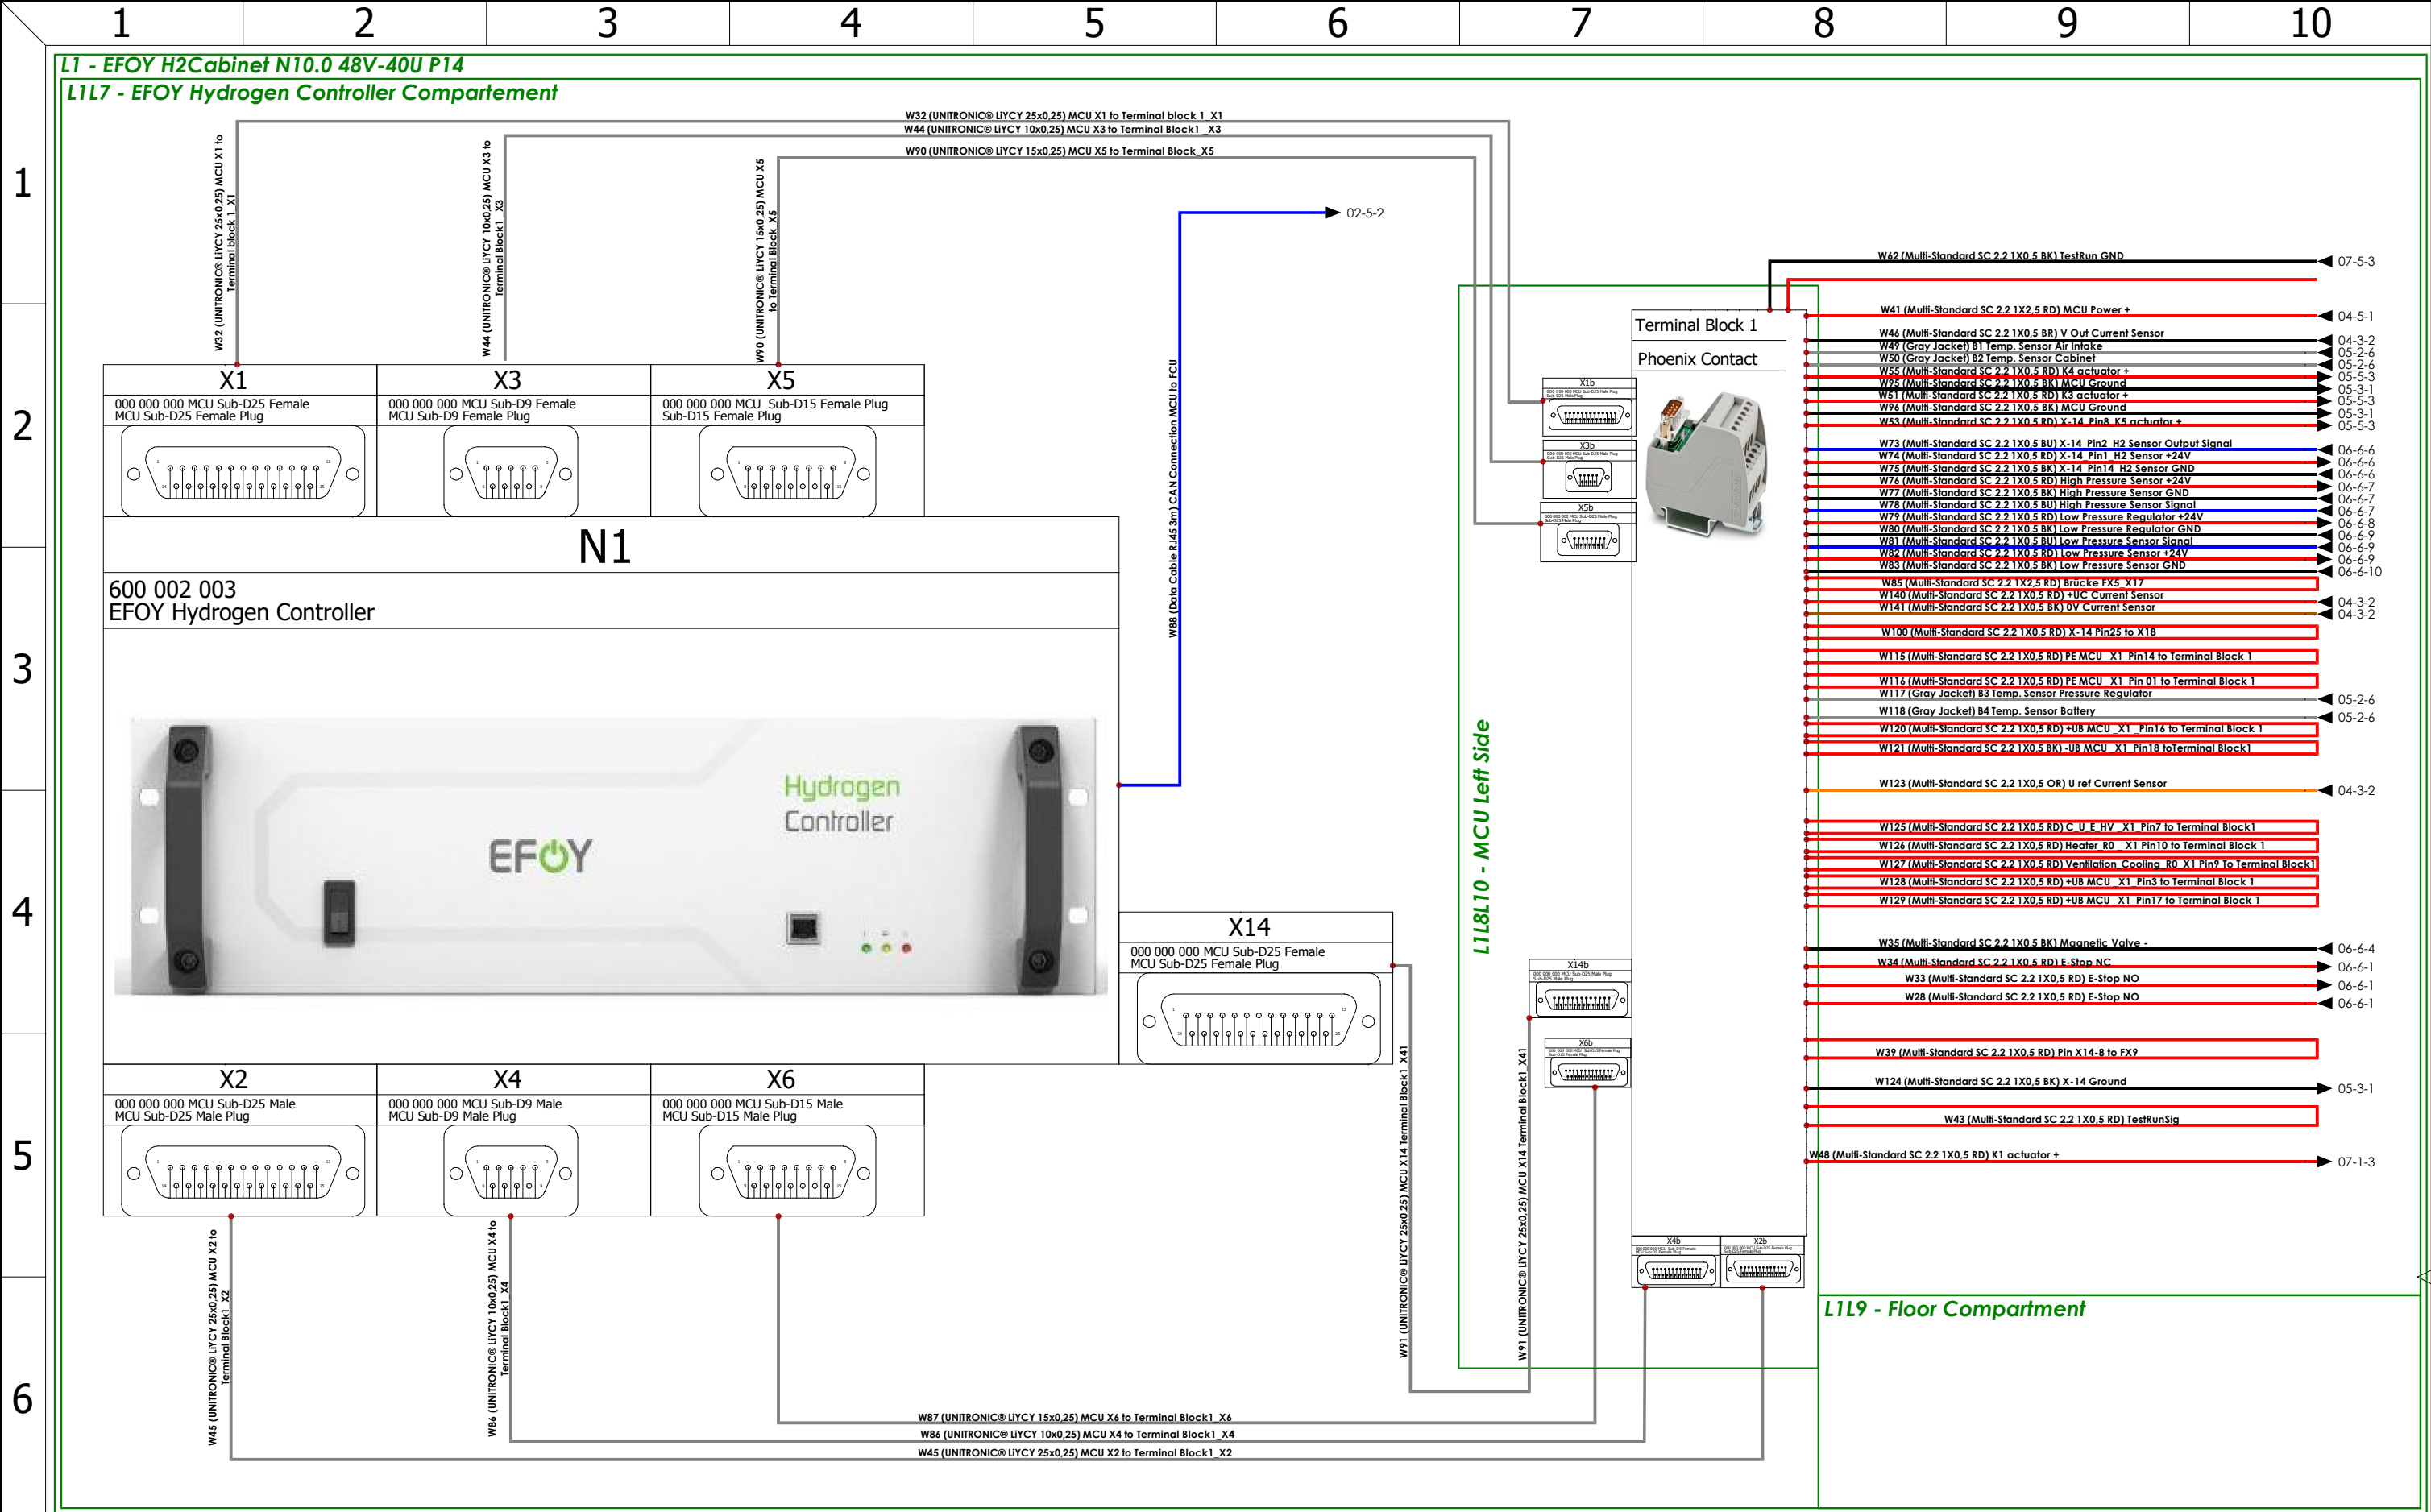 1 2 3 4 5 6 7 8 9 10
L1 - EFOY H2Cabinet N10.0 48V-40U P14
L1L7 - EFOY Hydrogen Controller Compartement
W32 (UNITRONIC® LiYCY 25x0,25) MCU X1 to Terminal block 1_X1
W44 (UNITRONIC® LiYCY 10x0,25) MCU X3 to Terminal Block1 _X3
W90 (UNITRONIC® LiYCY 15x0,25) MCU X5 to Terminal Block_X5
1
W32 (UNITRONIC® LiYCY 25x0,25) MCU X1 to
Terminal block 1_X1
W44 (UNITRONIC® LiYCY 10x0,25) MCU X3 to
Terminal Block1 _X3
W90 (UNITRONIC® LiYCY 15x0,25) MCU X5
to Terminal Block_X5
02-5-2
W88 (Data Cable RJ45 3m) CAN Connection MCU to FCU
2
X1
000 000 000 MCU Sub-D25 Female
MCU Sub-D25 Female Plug
X3
000 000 000 MCU Sub-D9 Female
MCU Sub-D9 Female Plug
X5
000 000 000 MCU  Sub-D15 Female Plug
Sub-D15 Female Plug
N1
600 002 003
EFOY Hydrogen Controller
3
Hydrogen
Controller
EFOY
4
X14
000 000 000 MCU Sub-D25 Female
MCU Sub-D25 Female Plug
X2
000 000 000 MCU Sub-D25 Male
MCU Sub-D25 Male Plug
X4
000 000 000 MCU Sub-D9 Male
MCU Sub-D9 Male Plug
X6
000 000 000 MCU Sub-D15 Male
MCU Sub-D15 Male Plug
5
W45 (UNITRONIC® LiYCY 25x0,25) MCU X2 to
Terminal Block1_X2
W86 (UNITRONIC® LiYCY 10x0,25) MCU X4 to
Terminal Block1_X4
W91 (UNITRONIC® LiYCY 25x0,25) MCU X14 Terminal Block1_X41
W91 (UNITRONIC® LiYCY 25x0,25) MCU X14 Terminal Block1_X41
6
W87 (UNITRONIC® LiYCY 15x0,25) MCU X6 to Terminal Block1_X6
W86 (UNITRONIC® LiYCY 10x0,25) MCU X4 to Terminal Block1_X4
W45 (UNITRONIC® LiYCY 25x0,25) MCU X2 to Terminal Block1_X2
L1L8L10 - MCU Left Side
Terminal Block 1
Phoenix Contact
X1b
X3b
X5b
X14b
X6b
X4b
X2b
W62 (Multi-Standard SC 2.2 1X0,5 BK) TestRun GND 07-5-3
W41 (Multi-Standard SC 2.2 1X2,5 RD) MCU Power + 04-5-1
W46 (Multi-Standard SC 2.2 1X0,5 BR) V Out Current Sensor 04-3-2
W49 (Gray Jacket) B1 Temp. Sensor Air Intake 05-2-6
W50 (Gray Jacket) B2 Temp. Sensor Cabinet 05-2-6
W55 (Multi-Standard SC 2.2 1X0,5 RD) K4 actuator + 05-5-3
W95 (Multi-Standard SC 2.2 1X0,5 BK) MCU Ground 05-3-1
W51 (Multi-Standard SC 2.2 1X0,5 RD) K3 actuator + 05-5-3
W96 (Multi-Standard SC 2.2 1X0,5 BK) MCU Ground 05-3-1
W53 (Multi-Standard SC 2.2 1X0,5 RD) X-14_Pin8_K5 actuator + 05-5-3
W73 (Multi-Standard SC 2.2 1X0,5 BU) X-14_Pin2_H2 Sensor Output Signal 06-6-6
W74 (Multi-Standard SC 2.2 1X0,5 RD) X-14_Pin1_H2 Sensor +24V 06-6-6
W75 (Multi-Standard SC 2.2 1X0,5 BK) X-14_Pin14_H2 Sensor GND 06-6-6
W76 (Multi-Standard SC 2.2 1X0,5 RD) High Pressure Sensor +24V 06-6-7
W77 (Multi-Standard SC 2.2 1X0,5 BK) High Pressure Sensor GND 06-6-7
W78 (Multi-Standard SC 2.2 1X0,5 BU) High Pressure Sensor Signal 06-6-7
W79 (Multi-Standard SC 2.2 1X0,5 RD) Low Pressure Regulator +24V 06-6-8
W80 (Multi-Standard SC 2.2 1X0,5 BK) Low Pressure Regulator GND 06-6-9
W81 (Multi-Standard SC 2.2 1X0,5 BU) Low Pressure Sensor Signal 06-6-9
W82 (Multi-Standard SC 2.2 1X0,5 RD) Low Pressure Sensor +24V 06-6-9
W83 (Multi-Standard SC 2.2 1X0,5 BK) Low Pressure Sensor GND 06-6-10
W85 (Multi-Standard SC 2.2 1X2,5 RD) Brücke FX5_X17
W140 (Multi-Standard SC 2.2 1X0,5 RD) +UC Current Sensor 04-3-2
W141 (Multi-Standard SC 2.2 1X0,5 BK) 0V Current Sensor 04-3-2
W100 (Multi-Standard SC 2.2 1X0,5 RD) X-14 Pin25 to X18
W115 (Multi-Standard SC 2.2 1X0,5 RD) PE MCU _X1_Pin14 to Terminal Block 1
W116 (Multi-Standard SC 2.2 1X0,5 RD) PE MCU _X1_Pin 01 to Terminal Block 1
W117 (Gray Jacket) B3 Temp. Sensor Pressure Regulator 05-2-6
W118 (Gray Jacket) B4 Temp. Sensor Battery 05-2-6
W120 (Multi-Standard SC 2.2 1X0,5 RD) +UB MCU _X1 _Pin16 to Terminal Block 1
W121 (Multi-Standard SC 2.2 1X0,5 BK) -UB MCU _X1_Pin18 toTerminal Block1
W123 (Multi-Standard SC 2.2 1X0,5 OR) U ref Current Sensor 04-3-2
W125 (Multi-Standard SC 2.2 1X0,5 RD) C_U_E_HV _X1_Pin7 to Terminal Block1
W126 (Multi-Standard SC 2.2 1X0,5 RD) Heater_R0 _ X1 Pin10 to Terminal Block 1
W127 (Multi-Standard SC 2.2 1X0,5 RD) Ventilation_Cooling_R0_X1 Pin9 To Terminal Block1
W128 (Multi-Standard SC 2.2 1X0,5 RD) +UB MCU _X1_Pin3 to Terminal Block 1
W129 (Multi-Standard SC 2.2 1X0,5 RD) +UB MCU _X1_Pin17 to Terminal Block 1
W35 (Multi-Standard SC 2.2 1X0,5 BK) Magnetic Valve - 06-6-4
W34 (Multi-Standard SC 2.2 1X0,5 RD) E-Stop NC 06-6-1
W33 (Multi-Standard SC 2.2 1X0,5 RD) E-Stop NO 06-6-1
W28 (Multi-Standard SC 2.2 1X0,5 RD) E-Stop NO 06-6-1
W39 (Multi-Standard SC 2.2 1X0,5 RD) Pin X14-8 to FX9
W124 (Multi-Standard SC 2.2 1X0,5 BK) X-14 Ground 05-3-1
W43 (Multi-Standard SC 2.2 1X0,5 RD) TestRunSig
W48 (Multi-Standard SC 2.2 1X0,5 RD) K1 actuator + 07-1-3
L1L9 - Floor Compartment